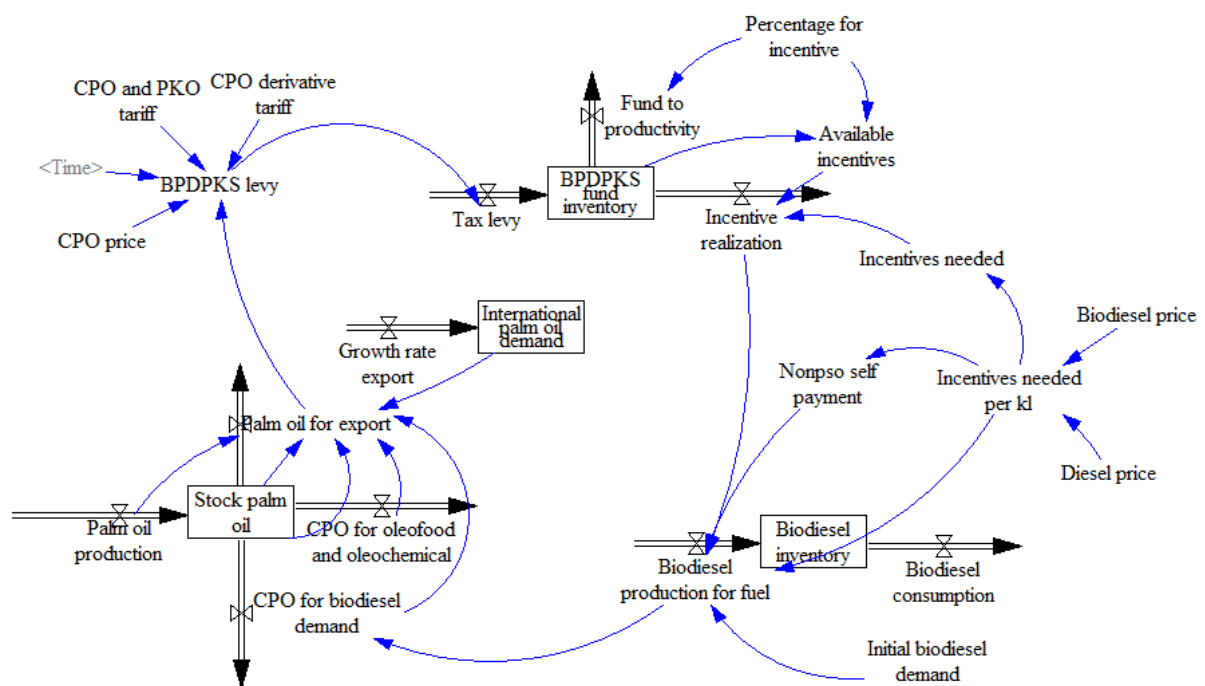 Percentage for
incentive
CPO and PKO
tariff
CPO derivative
tariff
Fund to
productivity
Available
incentives
<Time>
BPDPKS levy
BPDPKS
fund
inventory
Tax levy
Incentive
realization
CPO price
Incentives needed
International
palm oil
demand
Growth rate
export
Biodiesel price
Nonpso self
payment
Incentives needed
per kl
Palm oil for export
Diesel price
Stock palm
oil
Palm oil
production
CPO for oleofood
and oleochemical
Biodiesel
inventory
Biodiesel
production for fuel
Biodiesel
consumption
CPO for biodiesel
demand
Initial biodiesel
demand